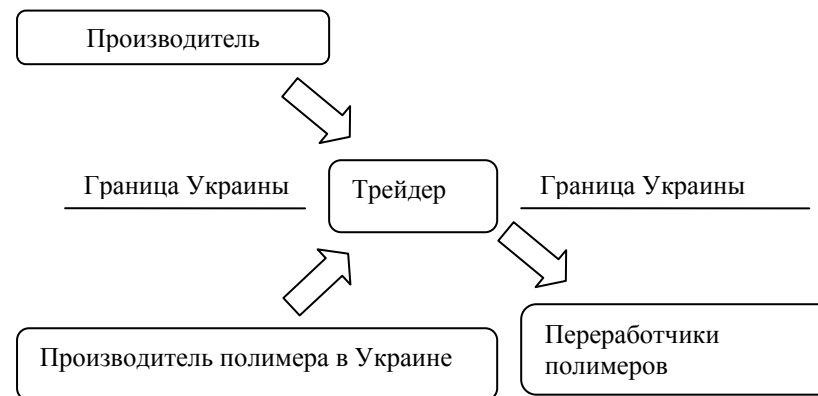 Производитель
Граница Украины
Трейдер
Граница Украины
Производитель полимера в Украине
Переработчики
полимеров